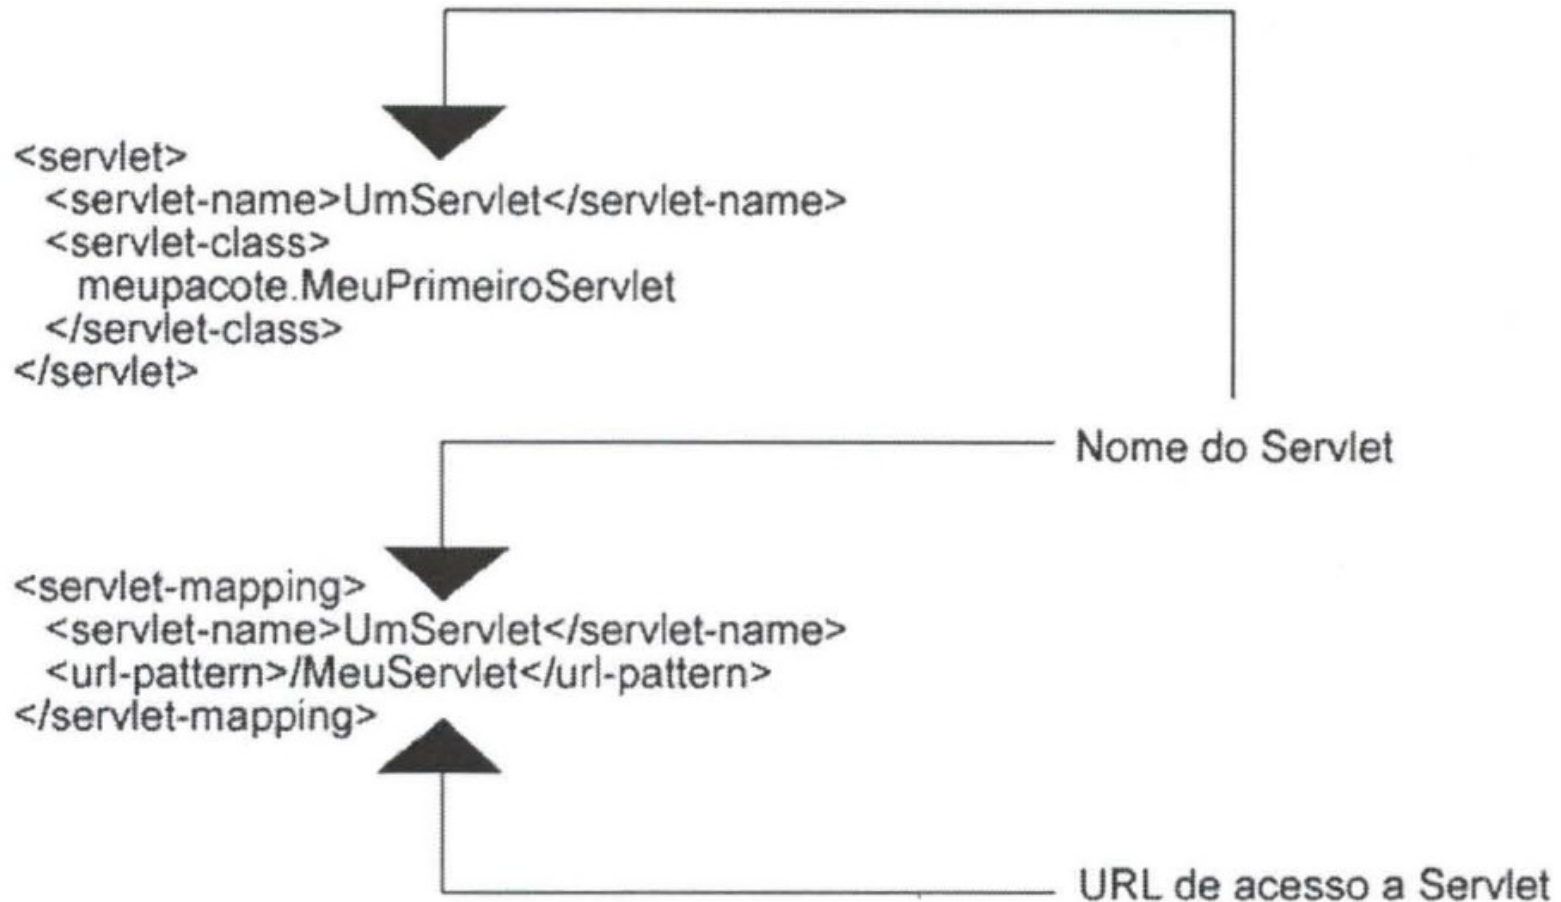 <servlet>
<servlet-name>UmServlet</servlet-name>
<servlet-class>
meupacote.MeuPrimeiroServlet
</servlet-class>
</servlet>
Nome do Servlet
<servlet-mapping>
<servlet-name>UmServlet</servlet-name>
<url-pattern>/MeuServlet</url-pattern>
</servlet-mapping>
URL de acesso a Servlet